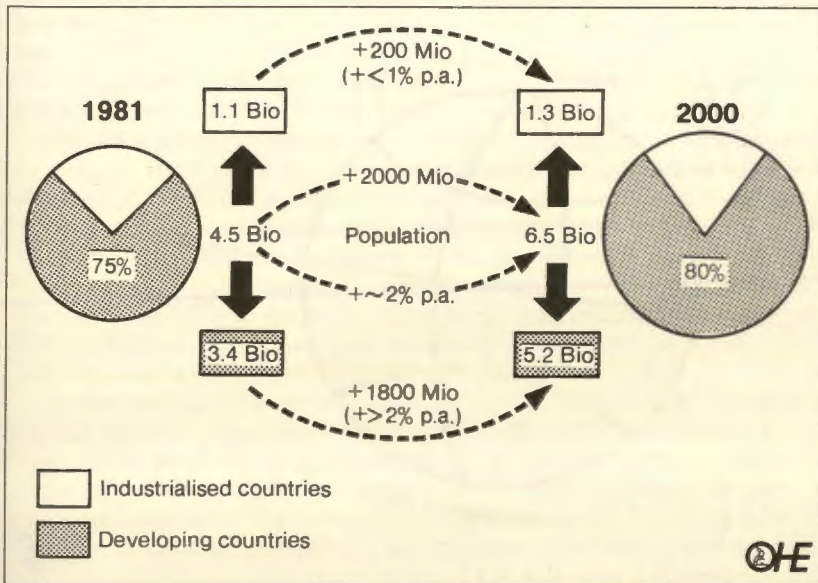 +200 Mio
(+<1% p.a.)
1981
1.1 Bio
1.3 Bio
2000
+2000 Mio
75%
4.5 Bio
Population
6.5 Bio
80%
+~2% p.a.
3.4 Bio
5.2 Bio
+1800 Mio
(+>2% p.a.)
Industrialised countries
Developing countries
OHE